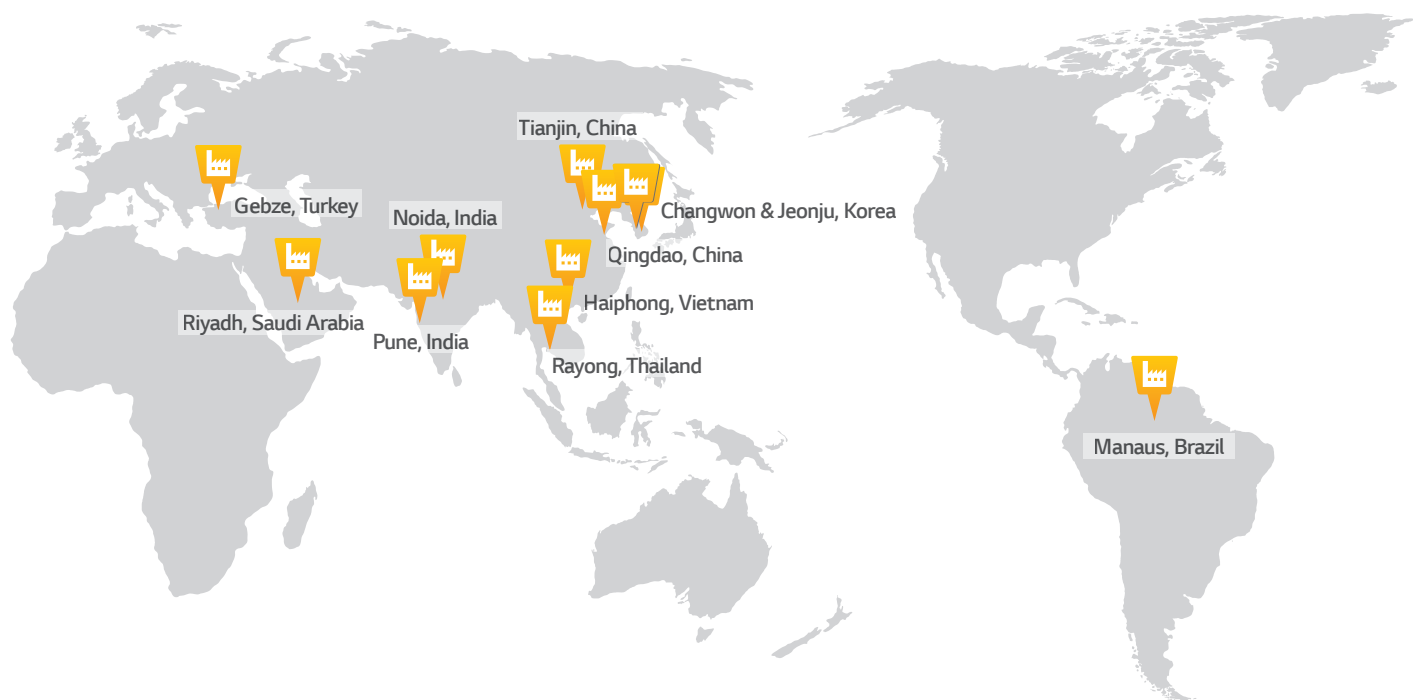 Tianjin, China
Gebze, Turkey
Noida, India
Changwon & Jeonju, Korea
Qingdao, China
Haiphong, Vietnam
Riyadh, Saudi Arabia
Pune, India
Rayong, Thailand
Manaus, Brazil